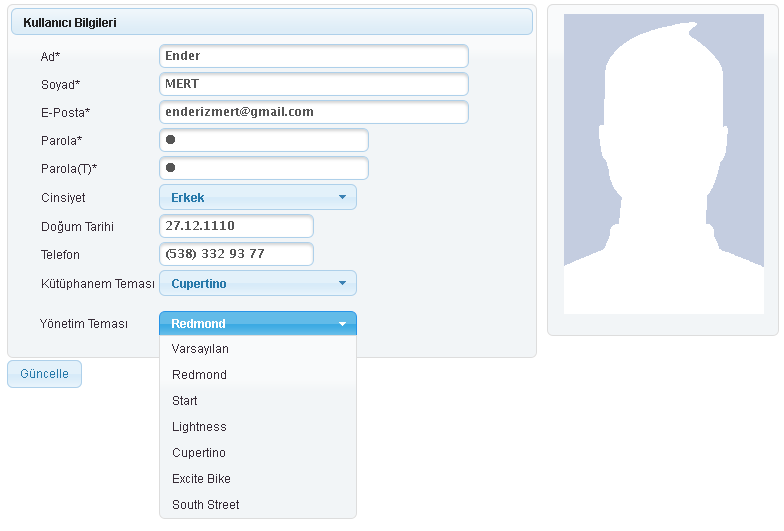 Kullanıcı Bilgileri
Ad* Ender
Soyad* MERT
E-Posta* enderizmert@gmail.com
Parola* ●
Parola(T)* ●
Cinsiyet Erkek
Doğum Tarihi 27.12.1110
Telefon (538) 332 93 77
Kütüphanem Teması Cupertino
Yönetim Teması Redmond
Varsayılan
Redmond
Start
Lightness
Cupertino
Excite Bike
South Street
Güncelle